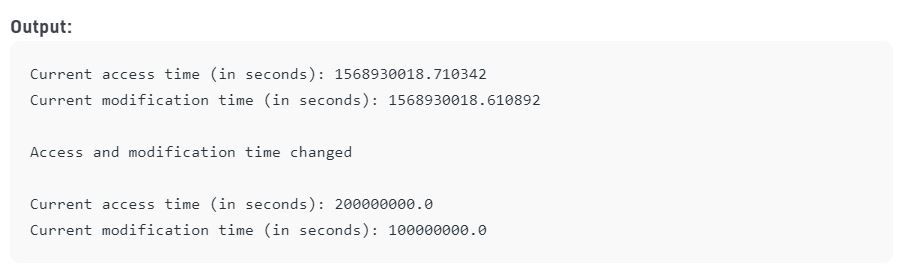 Output:
Current access time (in seconds): 1568930018.710342
Current modification time (in seconds): 1568930018.610892
Access and modification time changed
Current access time (in seconds): 200000000.0
Current modification time (in seconds): 100000000.0